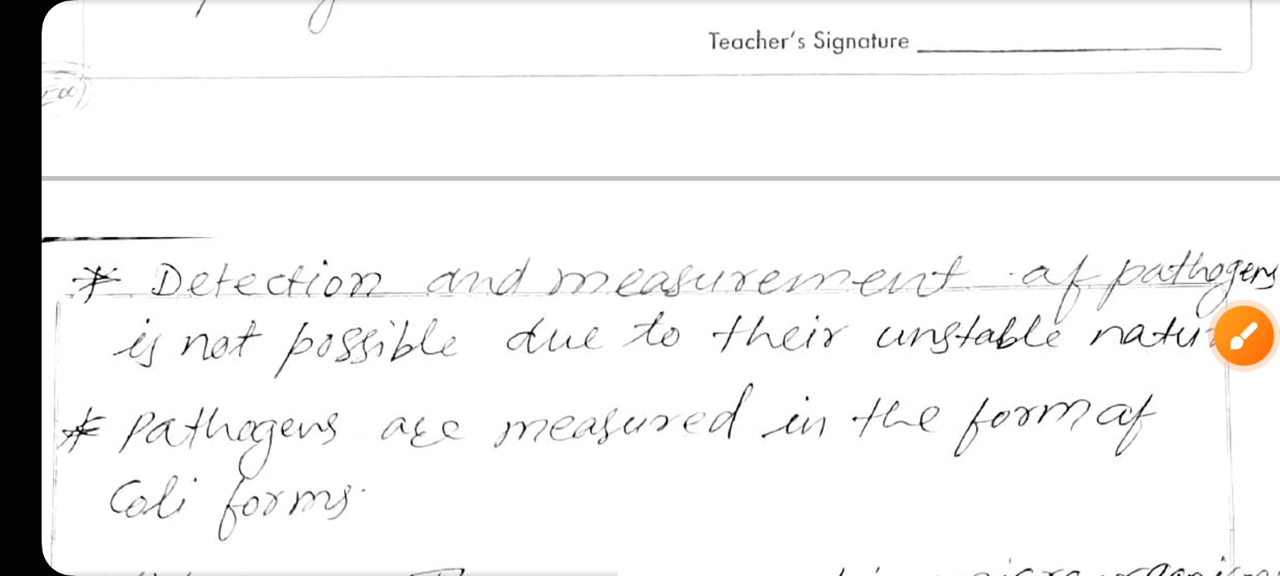 Teacher's Signature
* Detection and measurement of pathogens
is not possible due to their unstable natu
* Pathogens are measured in the form of
Coli forms.